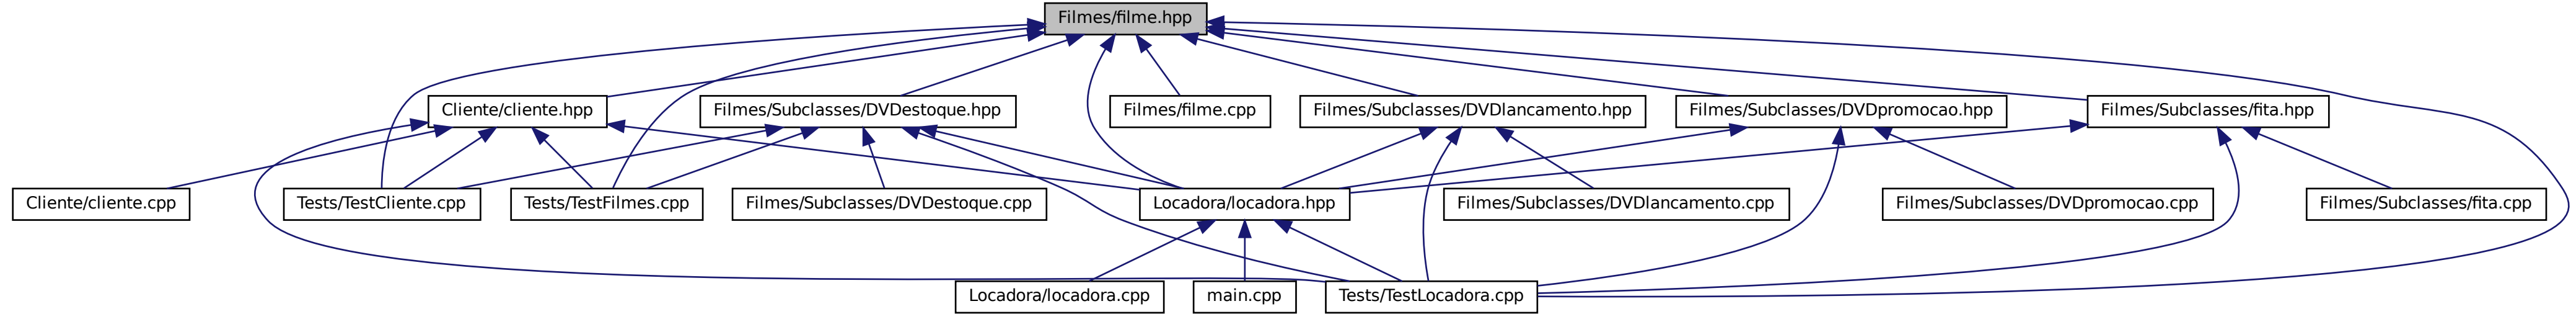 Filmes/filme.hpp
Cliente/cliente.hpp
Filmes/Subclasses/DVDestoque.hpp
Filmes/filme.cpp
Filmes/Subclasses/DVDlancamento.hpp
Filmes/Subclasses/DVDpromocao.hpp
Filmes/Subclasses/fita.hpp
Cliente/cliente.cpp
Tests/TestCliente.cpp
Tests/TestFilmes.cpp
Filmes/Subclasses/DVDestoque.cpp
Locadora/locadora.hpp
Filmes/Subclasses/DVDlancamento.cpp
Filmes/Subclasses/DVDpromocao.cpp
Filmes/Subclasses/fita.cpp
Locadora/locadora.cpp
main.cpp
Tests/TestLocadora.cpp